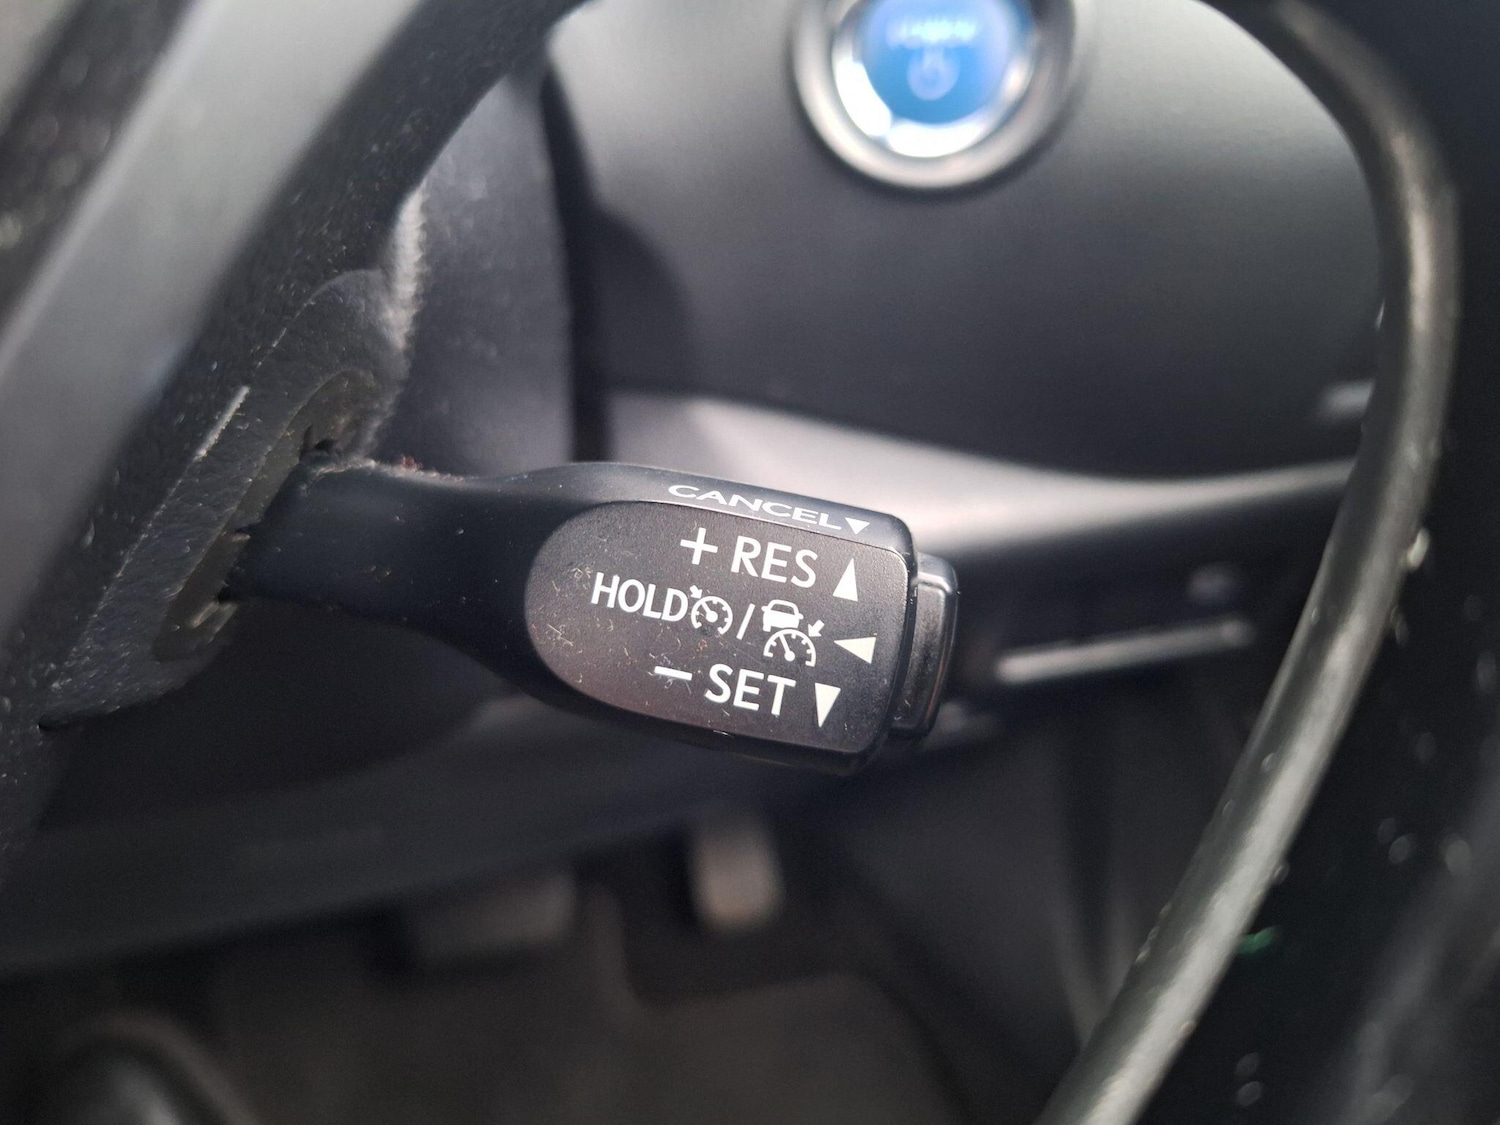 CANCEL
+ RES
HOLD /
− SET